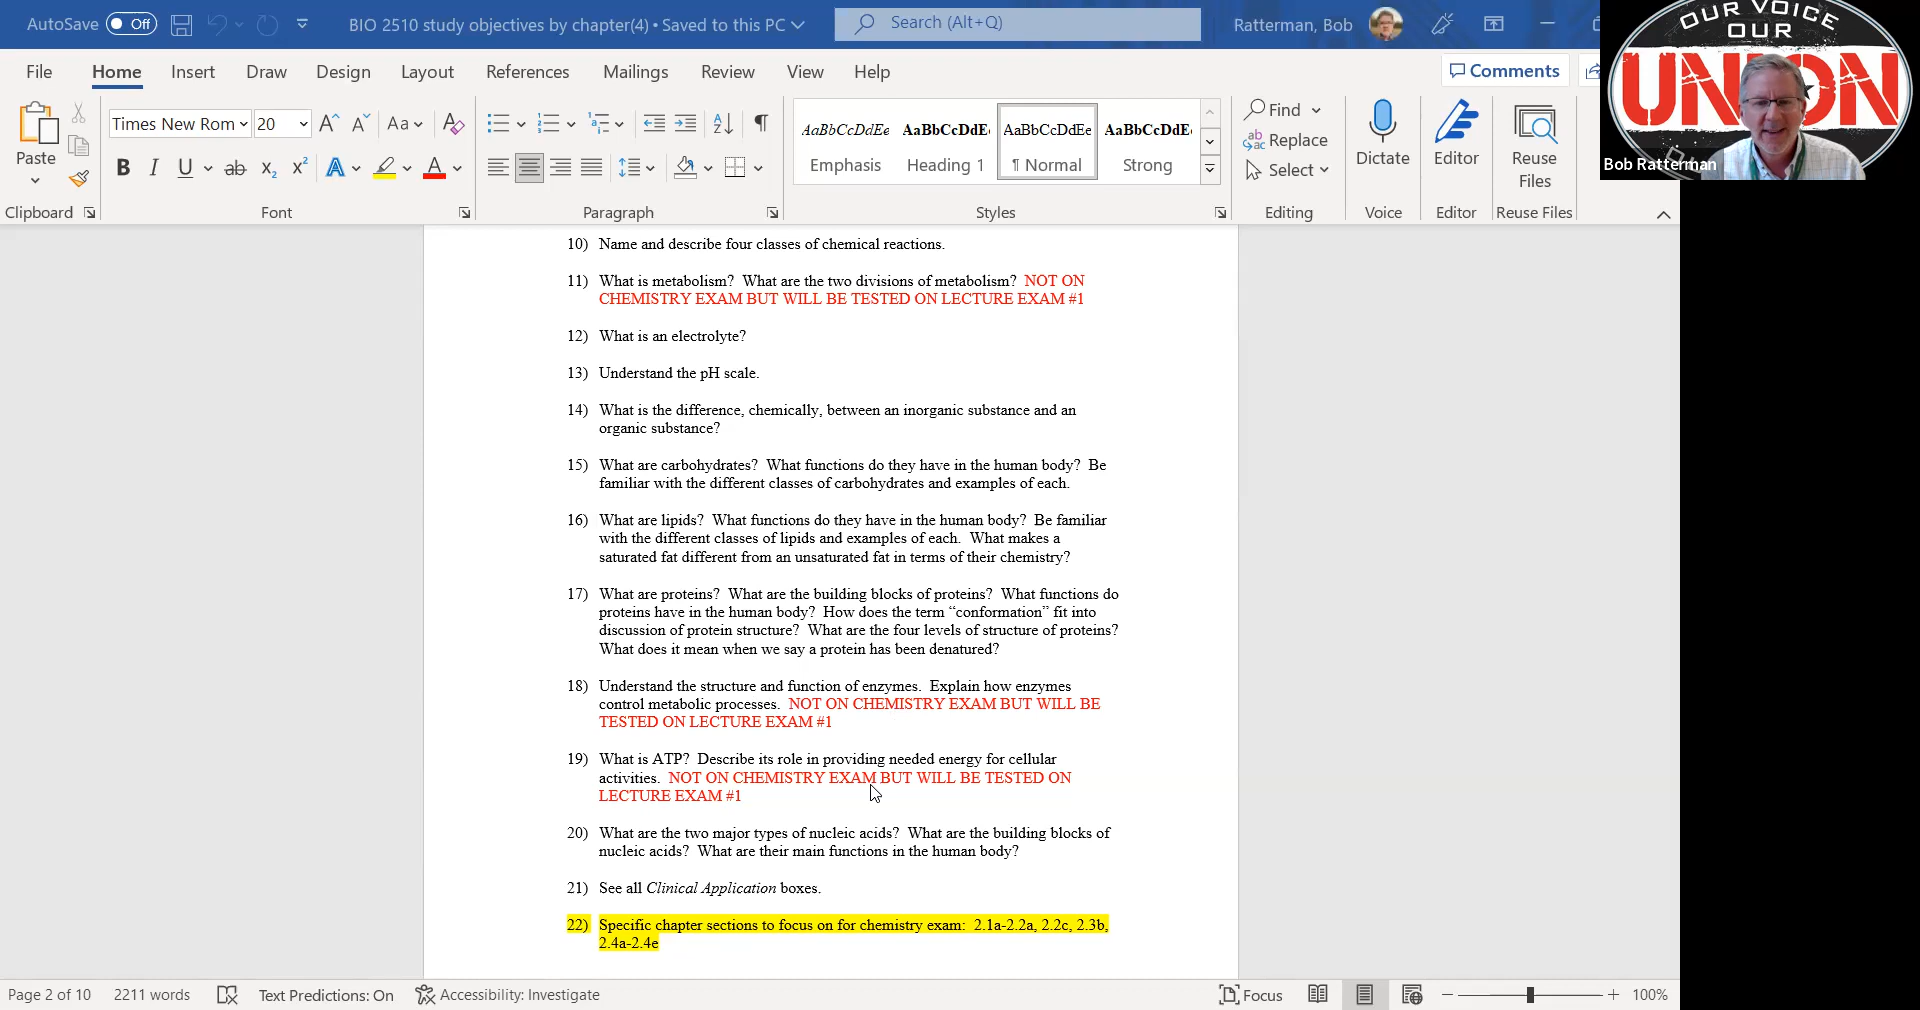 AutoSave Off BIO 2510 study objectives by chapter(4) • Saved to this PC Search (Alt+Q) Ratterman, Bob
File Home Insert Draw Design Layout References Mailings Review View Help Comments
Times New Rom 20 Aa
Paste
B I U ab x2 x2 A A
AaBbCcDdEe AaBbCcDdE AaBbCcDdEe AaBbCcDdE
Emphasis Heading 1 ¶ Normal Strong
Find
Replace
Select
Dictate
Editor
Reuse
Files
Clipboard Font Paragraph Styles Editing Voice Editor Reuse Files
OUR VOICE
OUR
UNION
Bob Ratterman
10) Name and describe four classes of chemical reactions.
11) What is metabolism? What are the two divisions of metabolism? NOT ON
CHEMISTRY EXAM BUT WILL BE TESTED ON LECTURE EXAM #1
12) What is an electrolyte?
13) Understand the pH scale.
14) What is the difference, chemically, between an inorganic substance and an
organic substance?
15) What are carbohydrates? What functions do they have in the human body? Be
familiar with the different classes of carbohydrates and examples of each.
16) What are lipids? What functions do they have in the human body? Be familiar
with the different classes of lipids and examples of each. What makes a
saturated fat different from an unsaturated fat in terms of their chemistry?
17) What are proteins? What are the building blocks of proteins? What functions do
proteins have in the human body? How does the term “conformation” fit into
discussion of protein structure? What are the four levels of structure of proteins?
What does it mean when we say a protein has been denatured?
18) Understand the structure and function of enzymes. Explain how enzymes
control metabolic processes. NOT ON CHEMISTRY EXAM BUT WILL BE
TESTED ON LECTURE EXAM #1
19) What is ATP? Describe its role in providing needed energy for cellular
activities. NOT ON CHEMISTRY EXAM BUT WILL BE TESTED ON
LECTURE EXAM #1
20) What are the two major types of nucleic acids? What are the building blocks of
nucleic acids? What are their main functions in the human body?
21) See all Clinical Application boxes.
22) Specific chapter sections to focus on for chemistry exam: 2.1a-2.2a, 2.2c, 2.3b,
2.4a-2.4e
Page 2 of 10 2211 words Text Predictions: On Accessibility: Investigate Focus 100%